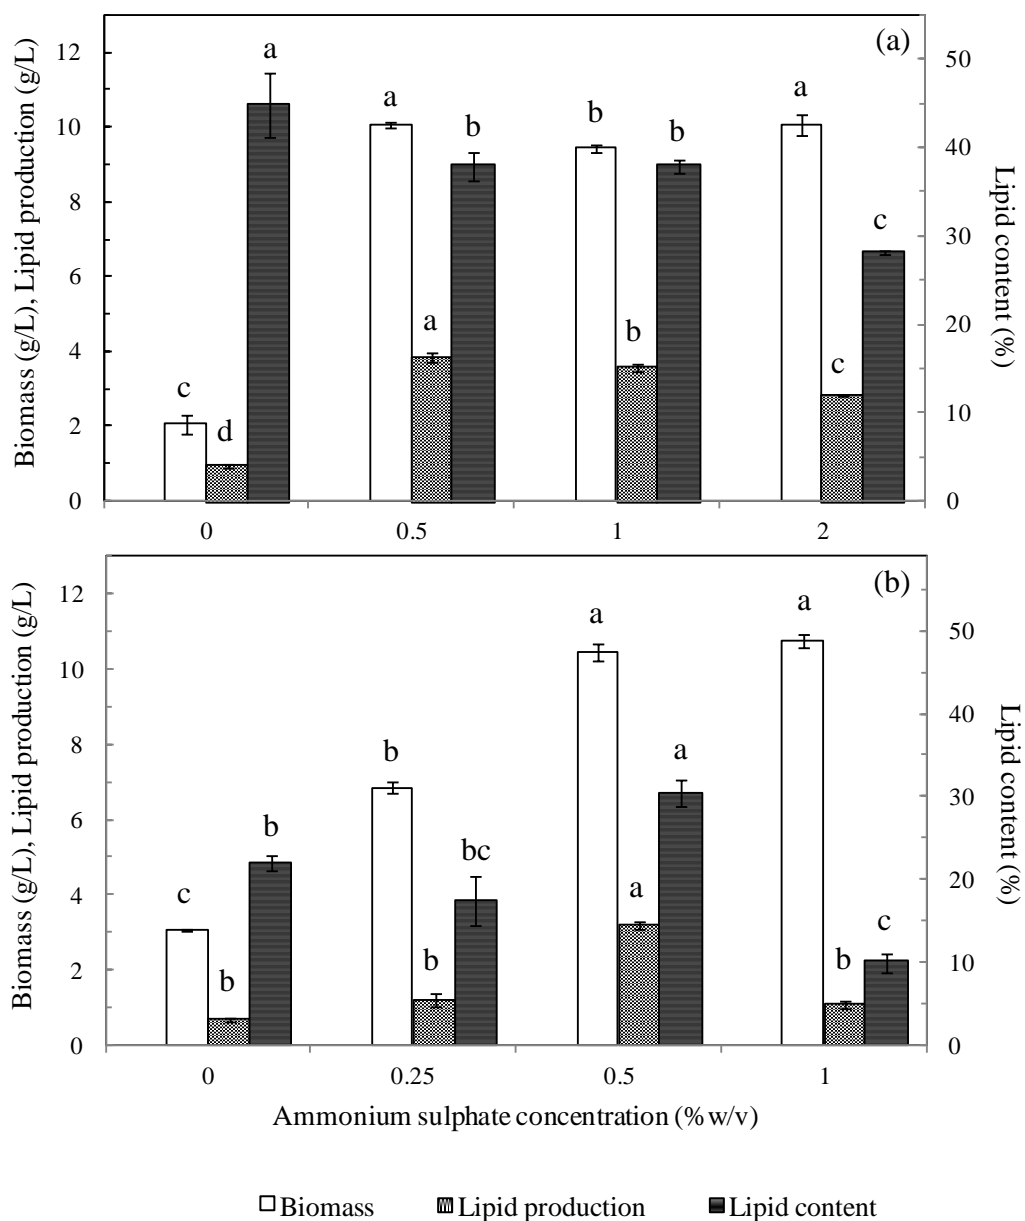 (a)
Biomass (g/L), Lipid production (g/L)
12
10
8
6
4
2
0
Lipid content (%)
50
40
30
20
10
0
a
a
b
b
b
a
c
a
b
c
c
d
0
0.5
1
2
(b)
Biomass (g/L), Lipid production (g/L)
12
10
8
6
4
2
0
Lipid content (%)
50
40
30
20
10
0
a
a
b
a
b
bc
c
a
b
b
b
c
0
0.25
0.5
1
Ammonium sulphate concentration (%w/v)
Biomass
Lipid production
Lipid content